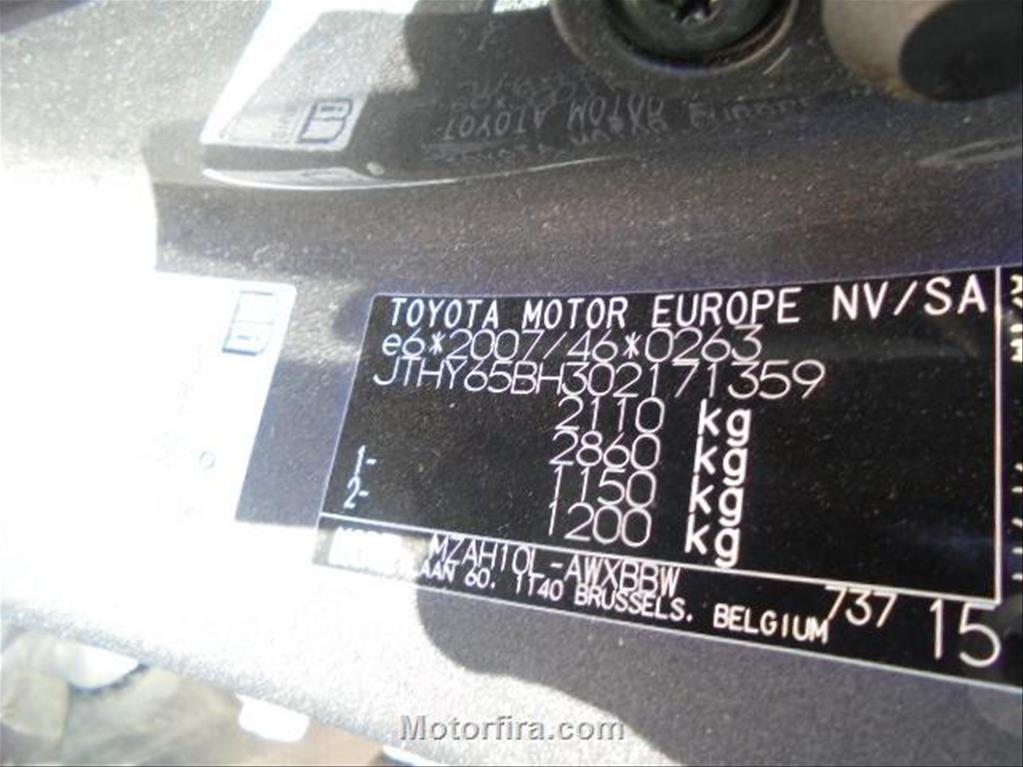 TOYOTA MOTOR EUROPE NV/SA
e6*2007/46*0263
JTHY65BH302171359
2110 kg
2860 kg
1- 1150 kg
2- 1200 kg
MZAH10L-AWXBBW
60, 1140 BRUSSELS, BELGIUM
737 15
Motorfira.com